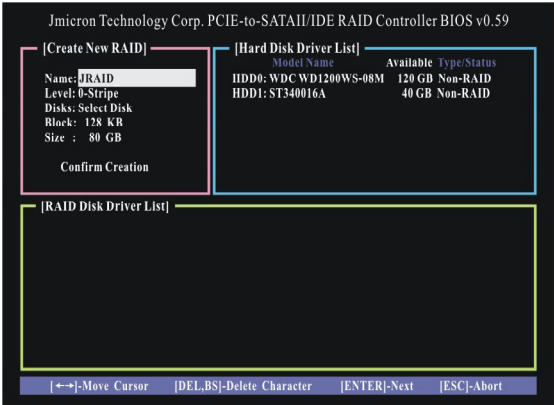 Jmicron Technology Corp. PCIE-to-SATAII/IDE RAID Controller BIOS v0.59
[Create New RAID]
Name: JRAID
Level: 0-Stripe
Disks: Select Disk
Block: 128 KB
Size : 80 GB
Confirm Creation
[Hard Disk Driver List]
Model Name Available Type/Status
HDD0: WDC WD1200WS-08M 120 GB Non-RAID
HDD1: ST340016A 40 GB Non-RAID
[RAID Disk Driver List]
[←→]-Move Cursor [DEL,BS]-Delete Character [ENTER]-Next [ESC]-Abort